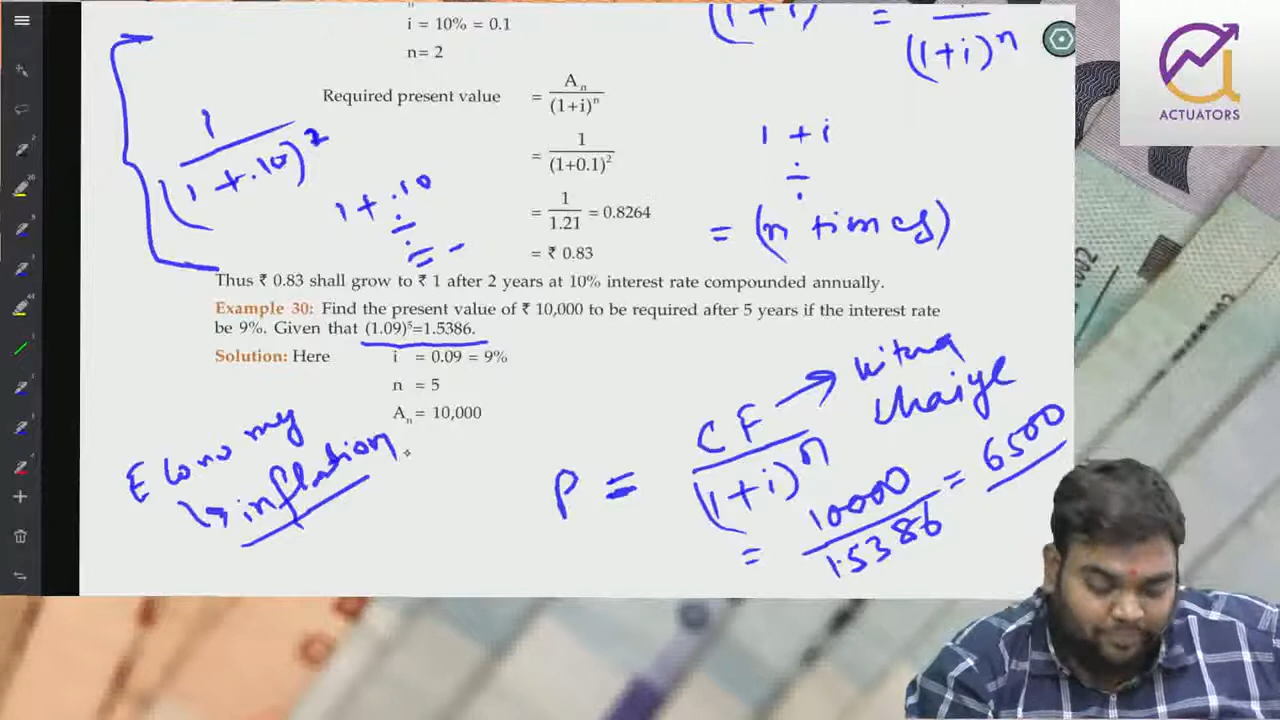 i = 10% = 0.1
n= 2
(1+i) = 1/(1+i)^n
Required present value = A_n/(1+i)^n
= 1/(1+0.1)^2
= 1/1.21 = 0.8264
= ₹ 0.83
1/(1+.10)^2
1+.10
÷
= -
1+i
÷
= (n times)
Thus ₹ 0.83 shall grow to ₹ 1 after 2 years at 10% interest rate compounded annually.
Example 30: Find the present value of ₹ 10,000 to be required after 5 years if the interest rate
be 9%. Given that (1.09)^5=1.5386.
Solution: Here i = 0.09 = 9%
n = 5
A_n = 10,000
Economy
↳ inflation
P = CF/(1+i)^n →
= 10000/1.5386 = 6500
ACTUATORS